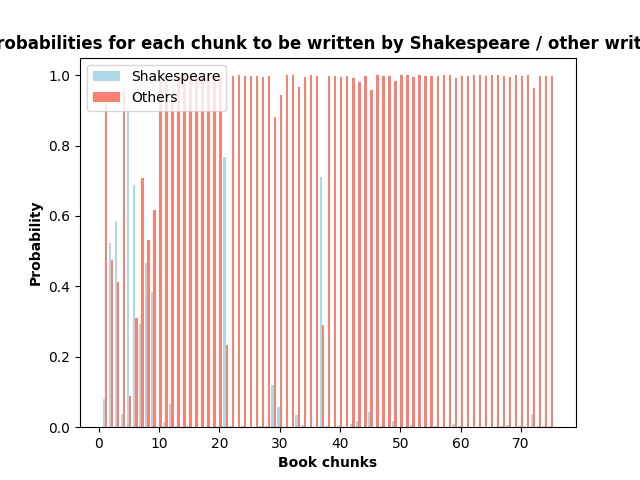 robabilities for each chunk to be written by Shakespeare / other writ
Shakespeare
Others
Probability
1.0
0.8
0.6
0.4
0.2
0.0
0 10 20 30 40 50 60 70
Book chunks